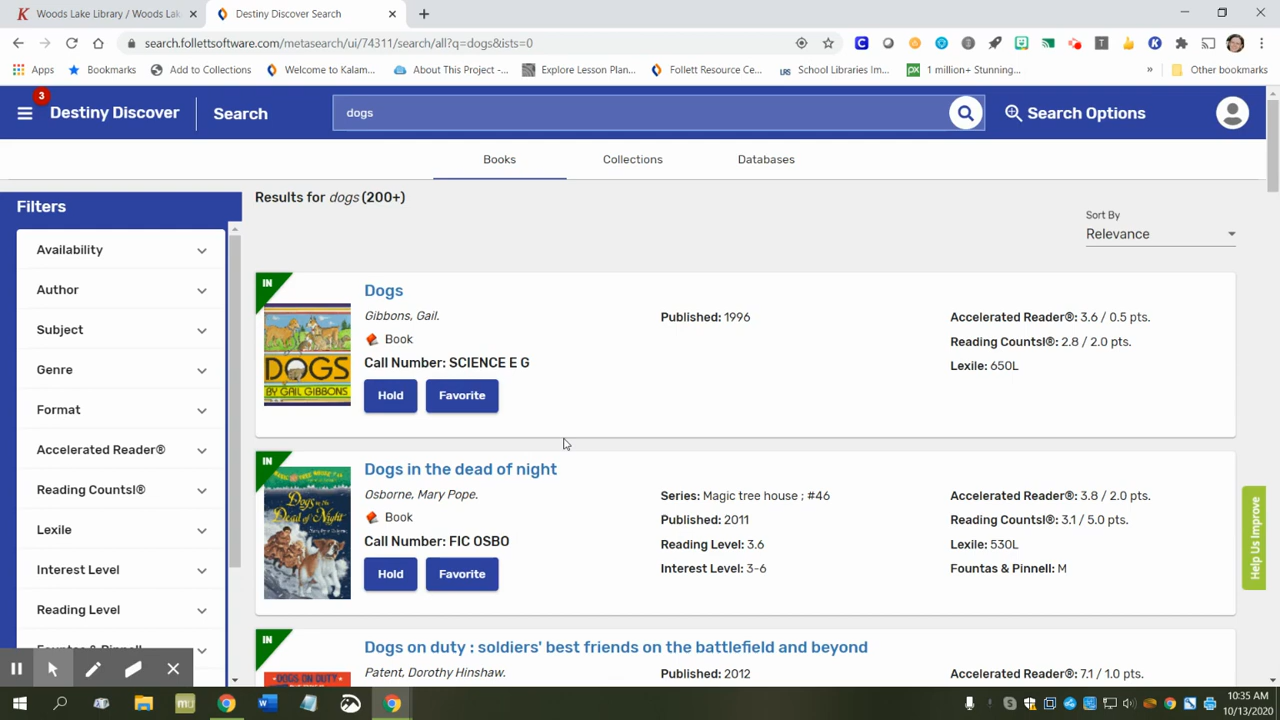 Woods Lake Library / Woods Lak
Destiny Discover Search
search.follettsoftware.com/metasearch/ui/74311/search/all?q=dogs&ists=0
Apps
Bookmarks
Add to Collections
Welcome to Kalam...
About This Project -...
Explore Lesson Plan...
Follett Resource Ce...
School Libraries Im...
1 million+ Stunning...
Other bookmarks
3
Destiny Discover
Search
dogs
Search Options
Books
Collections
Databases
Filters
Availability
Author
Subject
Genre
Format
Accelerated Reader®
Reading Counts!®
Lexile
Interest Level
Reading Level
Results for dogs (200+)
Sort By
Relevance
IN
DOGS
BY GAIL GIBBONS
Dogs
Gibbons, Gail.
Book
Call Number: SCIENCE E G
Hold
Favorite
Published: 1996
Accelerated Reader®: 3.6 / 0.5 pts.
Reading Counts!®: 2.8 / 2.0 pts.
Lexile: 650L
IN
Dogs in the
Dead of Night
Dogs in the dead of night
Osborne, Mary Pope.
Book
Call Number: FIC OSBO
Hold
Favorite
Series: Magic tree house ; #46
Published: 2011
Reading Level: 3.6
Interest Level: 3-6
Accelerated Reader®: 3.8 / 2.0 pts.
Reading Counts!®: 3.1 / 5.0 pts.
Lexile: 530L
Fountas & Pinnell: M
IN
DOGS ON DUTY
Dogs on duty : soldiers' best friends on the battlefield and beyond
Patent, Dorothy Hinshaw.
Published: 2012
Accelerated Reader®: 7.1 / 1.0 pts.
Help Us Improve
10:35 AM
10/13/2020